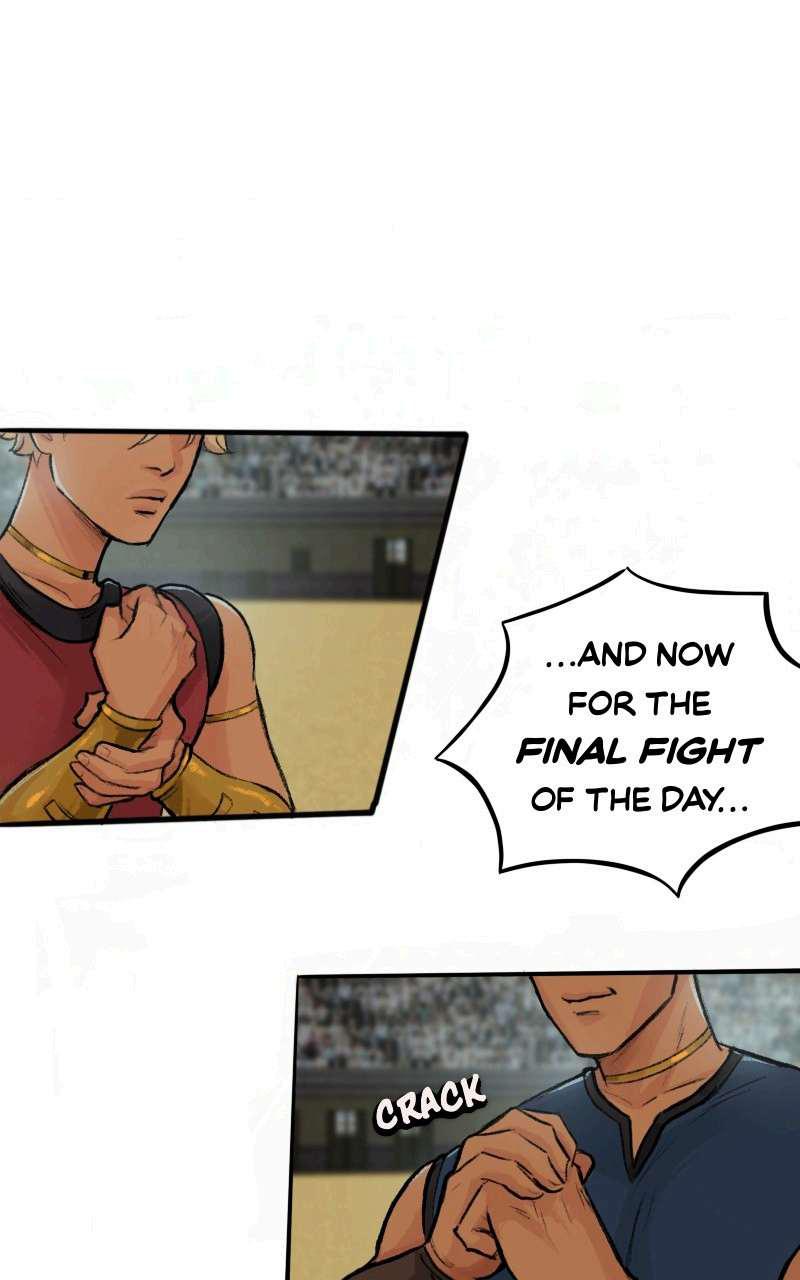 ...AND NOW
FOR THE
FINAL FIGHT
OF THE DAY...
CRACK